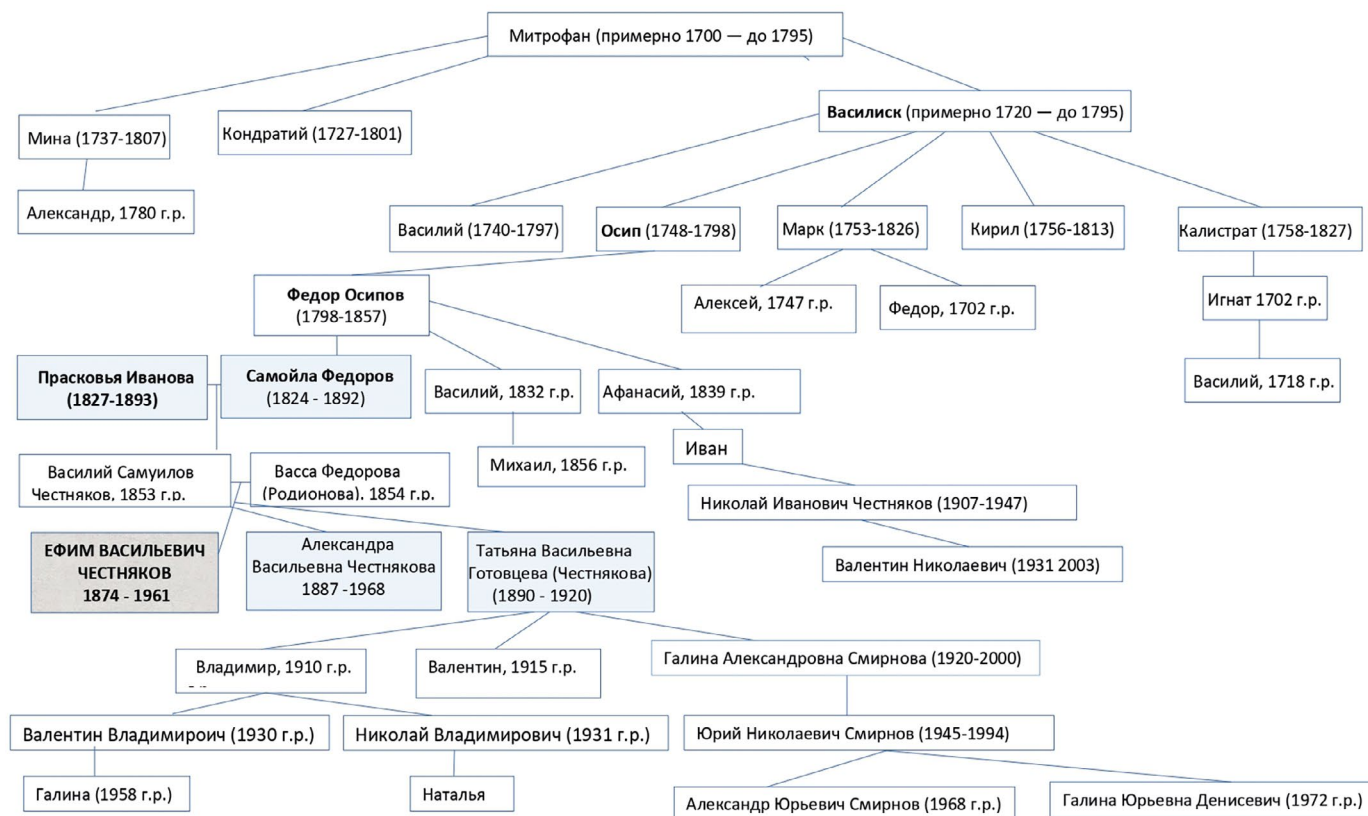 Митрофан (примерно 1700 — до 1795)
Василиск (примерно 1720 — до 1795)
Мина (1737-1807)
Кондратий (1727-1801)
Александр, 1780 г.р.
Василий (1740-1797)
Осип (1748-1798)
Марк (1753-1826)
Кирил (1756-1813)
Калистрат (1758-1827)
Федор Осипов
(1798-1857)
Алексей, 1747 г.р.
Федор, 1702 г.р.
Игнат 1702 г.р.
Прасковья Иванова
(1827-1893)
Самойла Федоров
(1824 - 1892)
Василий, 1832 г.р.
Афанасий, 1839 г.р.
Василий, 1718 г.р.
Василий Самуилов
Честняков, 1853 г.р.
Васса Федорова
(Родионова), 1854 г.р.
Михаил, 1856 г.р.
Иван
Николай Иванович Честняков (1907-1947)
ЕФИМ ВАСИЛЬЕВИЧ
ЧЕСТНЯКОВ
1874 - 1961
Александра
Васильевна Честнякова
1887 -1968
Татьяна Васильевна
Готовцева (Честнякова)
(1890 - 1920)
Валентин Николаевич (1931 2003)
Владимир, 1910 г.р.
Валентин, 1915 г.р.
Галина Александровна Смирнова (1920-2000)
Валентин Владимироич (1930 г.р.)
Николай Владимирович (1931 г.р.)
Юрий Николаевич Смирнов (1945-1994)
Галина (1958 г.р.)
Наталья
Александр Юрьевич Смирнов (1968 г.р.)
Галина Юрьевна Денисевич (1972 г.р.)